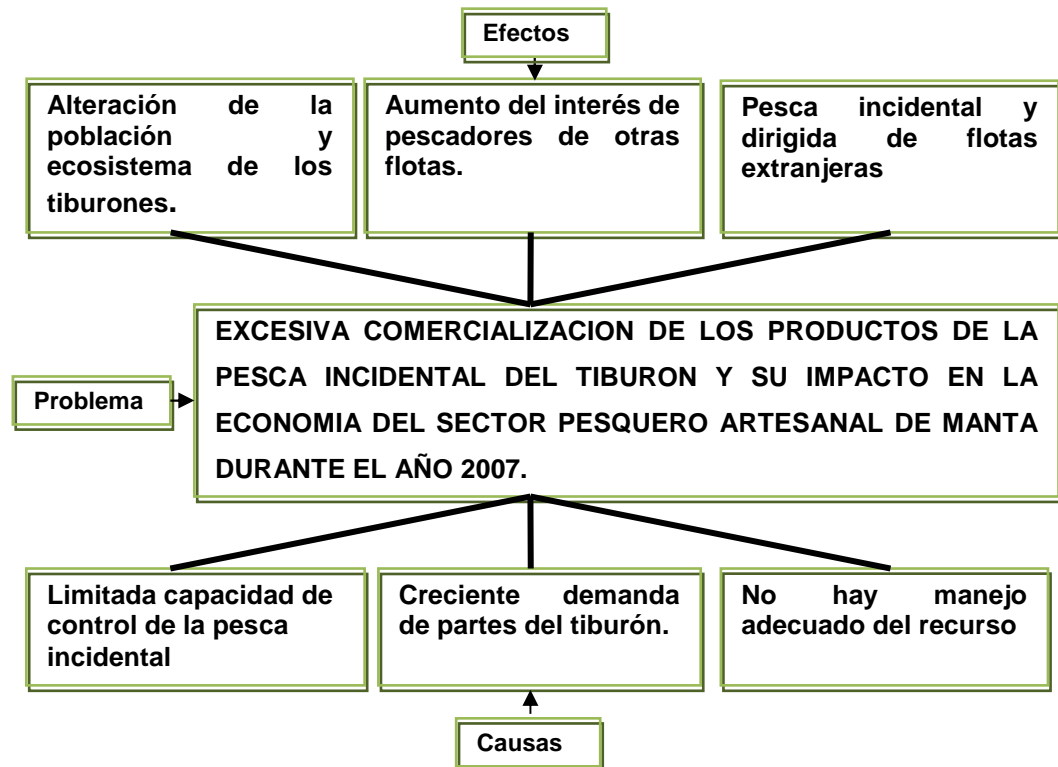 Efectos
Alteración de la
población y
ecosistema de los
tiburones.
Aumento del interés de
pescadores de otras
flotas.
Pesca incidental y
dirigida de flotas
extranjeras
Problema
EXCESIVA COMERCIALIZACION DE LOS PRODUCTOS DE LA
PESCA INCIDENTAL DEL TIBURON Y SU IMPACTO EN LA
ECONOMIA DEL SECTOR PESQUERO ARTESANAL DE MANTA
DURANTE EL AÑO 2007.
Limitada capacidad de
control de la pesca
incidental
Creciente demanda
de partes del tiburón.
No hay manejo
adecuado del recurso
Causas